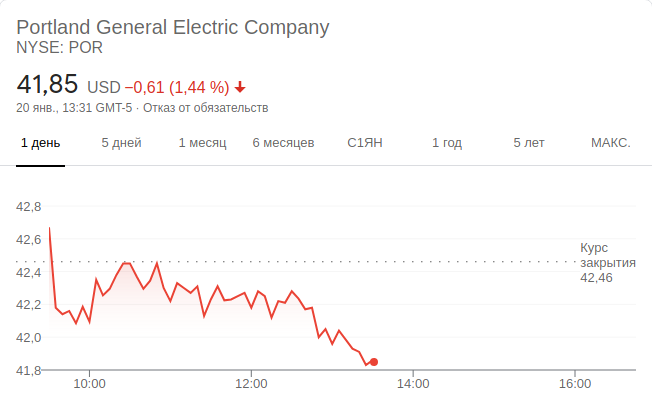 Portland General Electric Company
NYSE: POR
41,85 USD −0,61 (1,44 %)
20 янв., 13:31 GMT-5 · Отказ от обязательств
1 день 5 дней 1 месяц 6 месяцев С1ЯН 1 год 5 лет МАКС.
42,8
42,6
Курс
закрытия
42,46
42,4
42,2
42,0
41,8
10:00 12:00 14:00 16:00